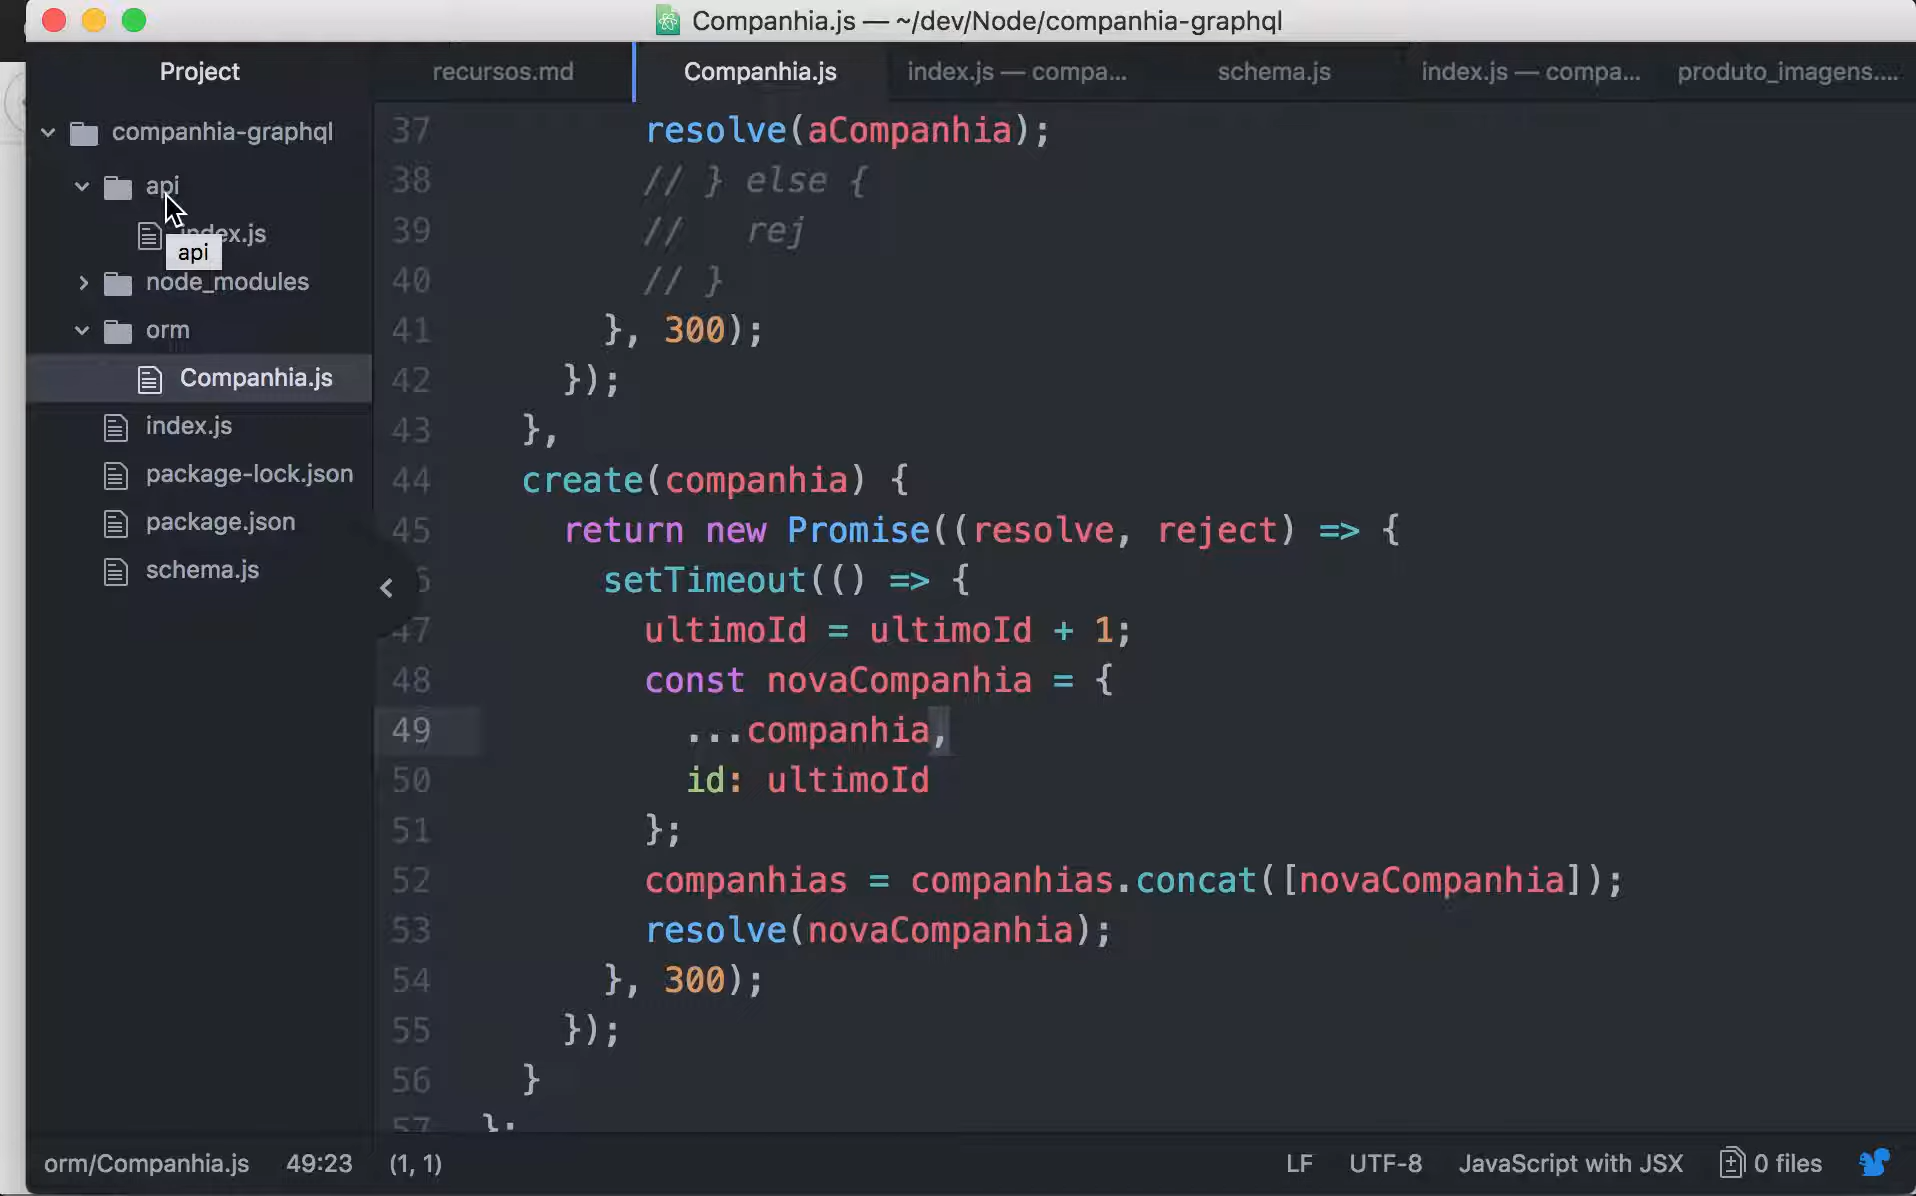 Companhia.js — ~/dev/Node/companhia-graphql
Project
recursos.md
Companhia.js
index.js — compa...
schema.js
index.js — compa...
produto_imagens....
companhia-graphql
api
index.js
api
node_modules
orm
Companhia.js
index.js
package-lock.json
package.json
schema.js
37 resolve(aCompanhia);
38 // } else {
39 //   rej
40 // }
41 }, 300);
42 });
43 },
44 create(companhia) {
45 return new Promise((resolve, reject) => {
setTimeout(() => {
47 ultimoId = ultimoId + 1;
48 const novaCompanhia = {
49 ...companhia,
50 id: ultimoId
51 };
52 companhias = companhias.concat([novaCompanhia]);
53 resolve(novaCompanhia);
54 }, 300);
55 });
56 }
57 };
orm/Companhia.js 49:23 (1, 1) LF UTF-8 JavaScript with JSX 0 files